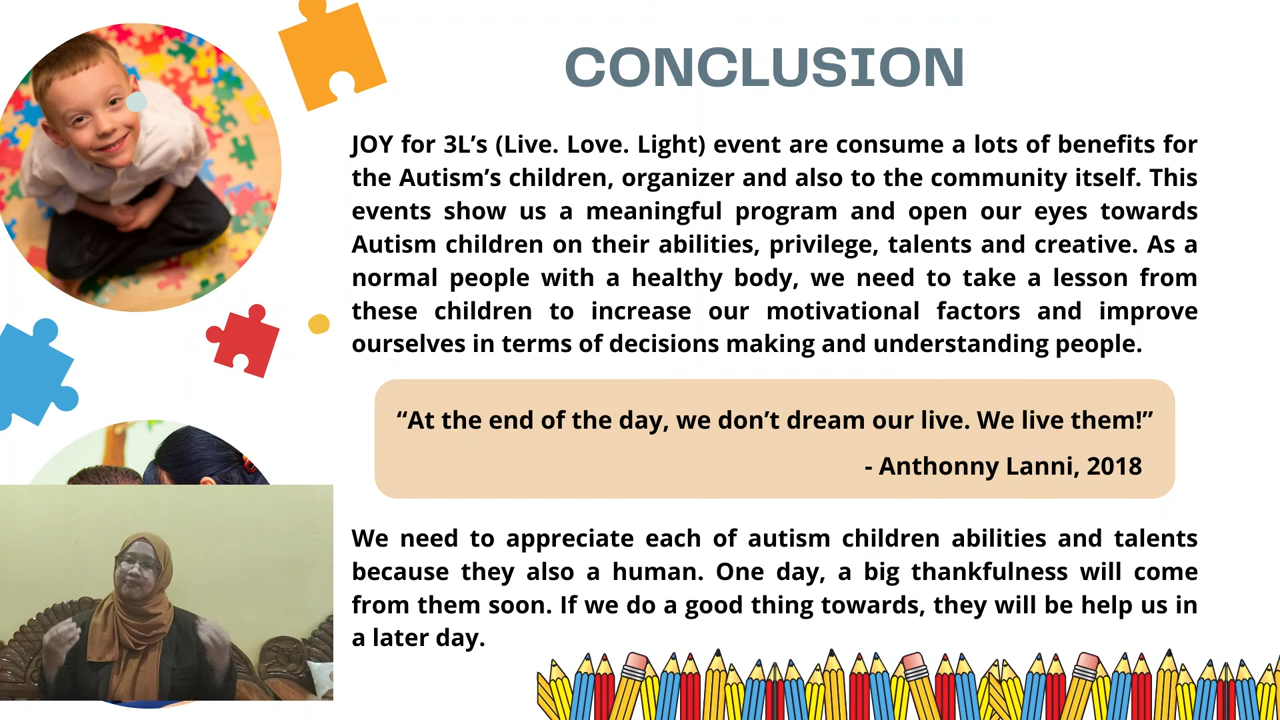 CONCLUSION
JOY for 3L’s (Live. Love. Light) event are consume a lots of benefits for
the Autism’s children, organizer and also to the community itself. This
events show us a meaningful program and open our eyes towards
Autism children on their abilities, privilege, talents and creative. As a
normal people with a healthy body, we need to take a lesson from
these children to increase our motivational factors and improve
ourselves in terms of decisions making and understanding people.
“At the end of the day, we don’t dream our live. We live them!”
- Anthonny Lanni, 2018
We need to appreciate each of autism children abilities and talents
because they also a human. One day, a big thankfulness will come
from them soon. If we do a good thing towards, they will be help us in
a later day.